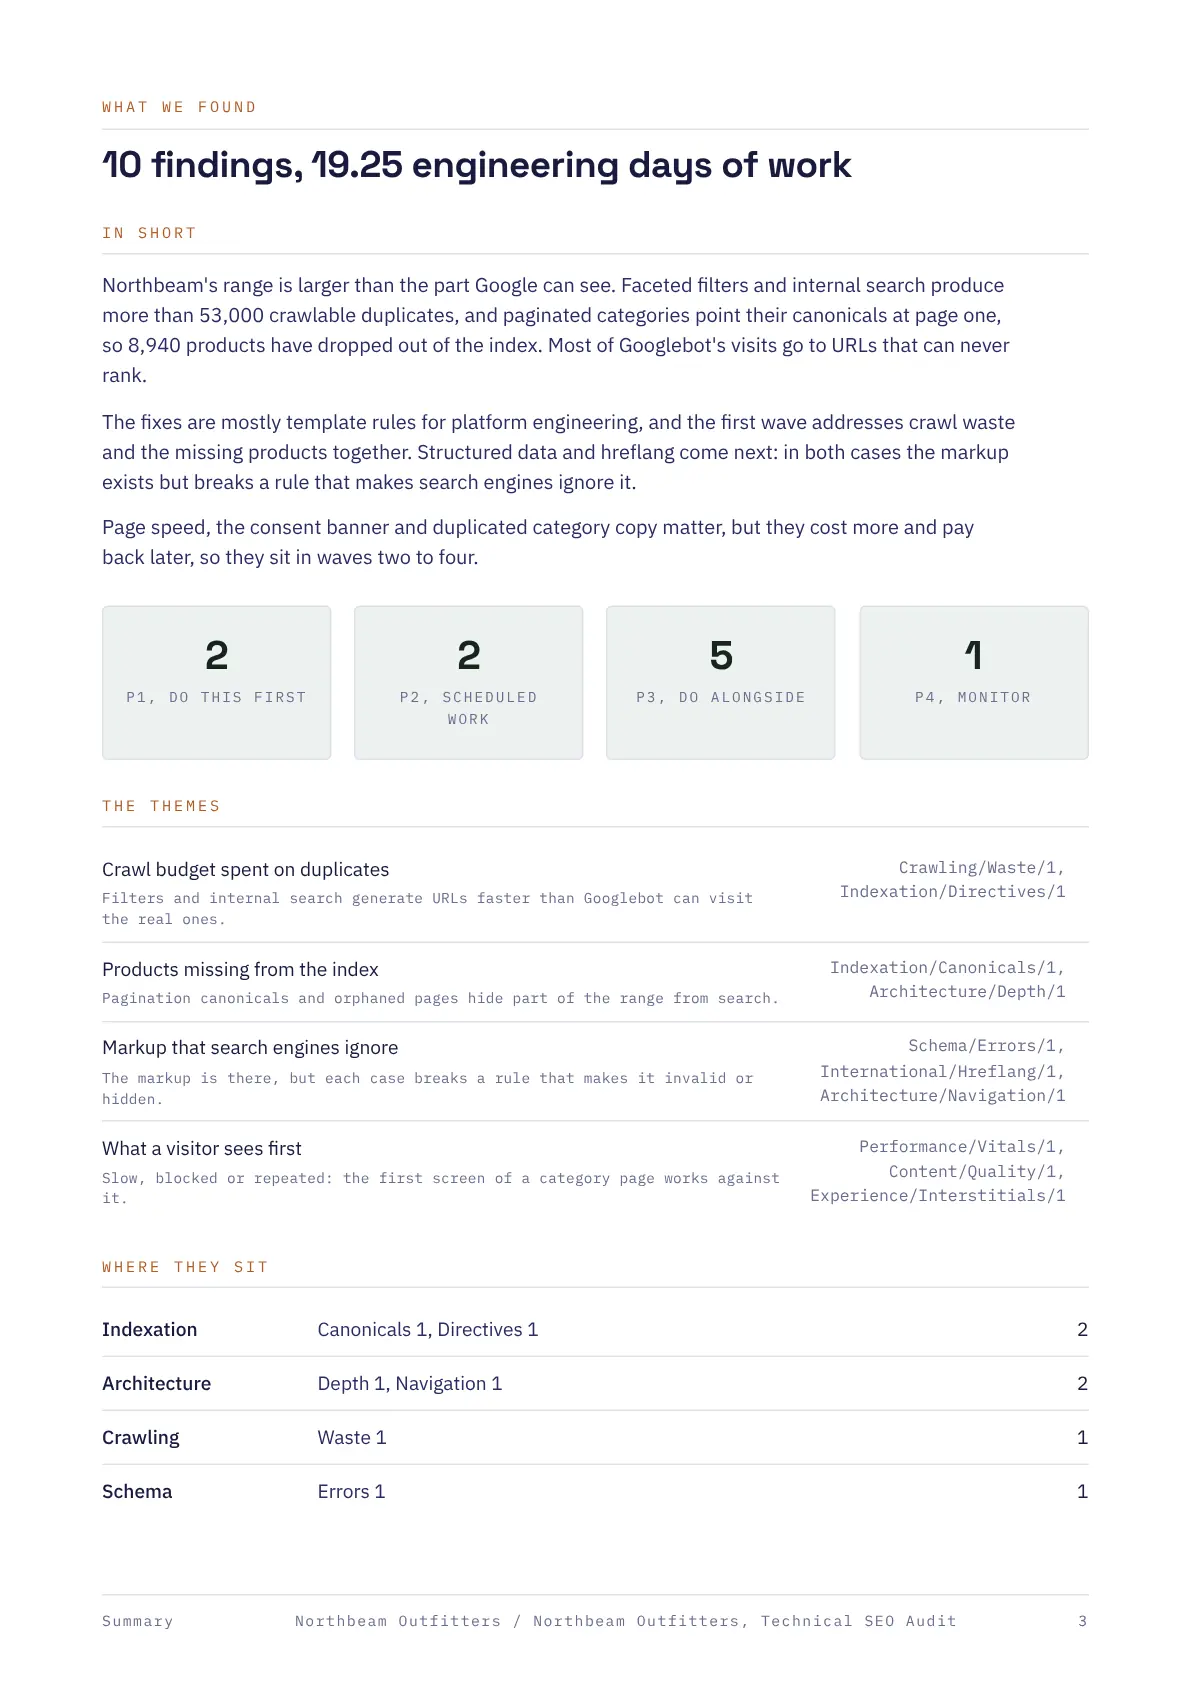 WHAT WE FOUND
10 findings, 19.25 engineering days of work
IN SHORT
Northbeam's range is larger than the part Google can see. Faceted filters and internal search produce
more than 53,000 crawlable duplicates, and paginated categories point their canonicals at page one,
so 8,940 products have dropped out of the index. Most of Googlebot's visits go to URLs that can never
rank.
The fixes are mostly template rules for platform engineering, and the first wave addresses crawl waste
and the missing products together. Structured data and hreflang come next: in both cases the markup
exists but breaks a rule that makes search engines ignore it.
Page speed, the consent banner and duplicated category copy matter, but they cost more and pay
back later, so they sit in waves two to four.
2
P1, DO THIS FIRST
2
P2, SCHEDULED
WORK
5
P3, DO ALONGSIDE
1
P4, MONITOR
THE THEMES
Crawl budget spent on duplicates
Filters and internal search generate URLs faster than Googlebot can visit
the real ones.
Crawling/Waste/1,
Indexation/Directives/1
Products missing from the index
Pagination canonicals and orphaned pages hide part of the range from search.
Indexation/Canonicals/1,
Architecture/Depth/1
Markup that search engines ignore
The markup is there, but each case breaks a rule that makes it invalid or
hidden.
Schema/Errors/1,
International/Hreflang/1,
Architecture/Navigation/1
What a visitor sees first
Slow, blocked or repeated: the first screen of a category page works against
it.
Performance/Vitals/1,
Content/Quality/1,
Experience/Interstitials/1
WHERE THEY SIT
Indexation Canonicals 1, Directives 1 2
Architecture Depth 1, Navigation 1 2
Crawling Waste 1 1
Schema Errors 1 1
Summary Northbeam Outfitters / Northbeam Outfitters, Technical SEO Audit 3